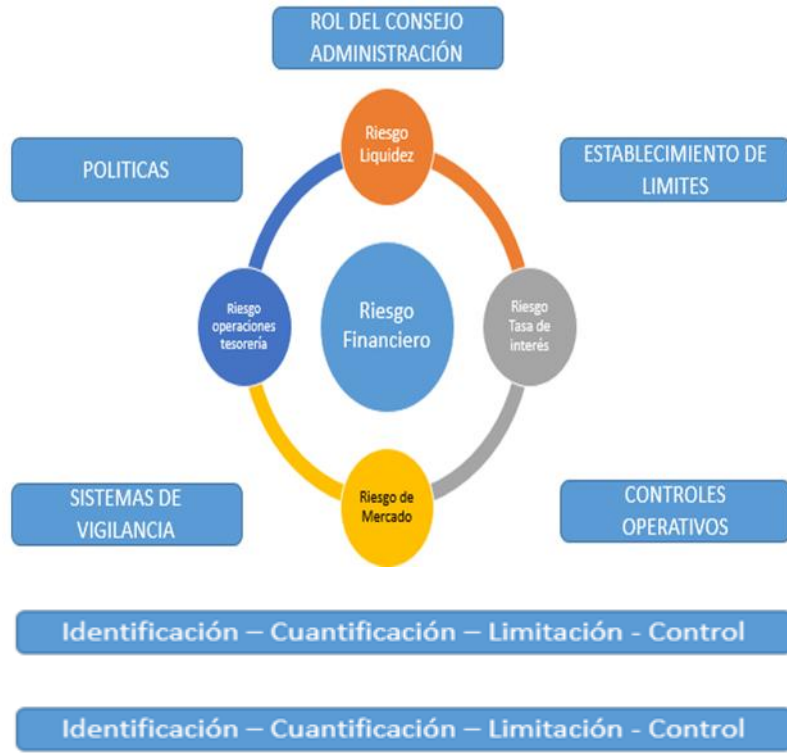 ROL DEL CONSEJO
ADMINISTRACIÓN
Riesgo
Liquidez
POLITICAS
ESTABLECIMIENTO DE
LIMITES
Riesgo
operaciones
tesorería
Riesgo
Financiero
Riesgo
Tasa de
interés
Riesgo de
Mercado
SISTEMAS DE
VIGILANCIA
CONTROLES
OPERATIVOS
Identificación – Cuantificación – Limitación - Control
Identificación – Cuantificación – Limitación - Control